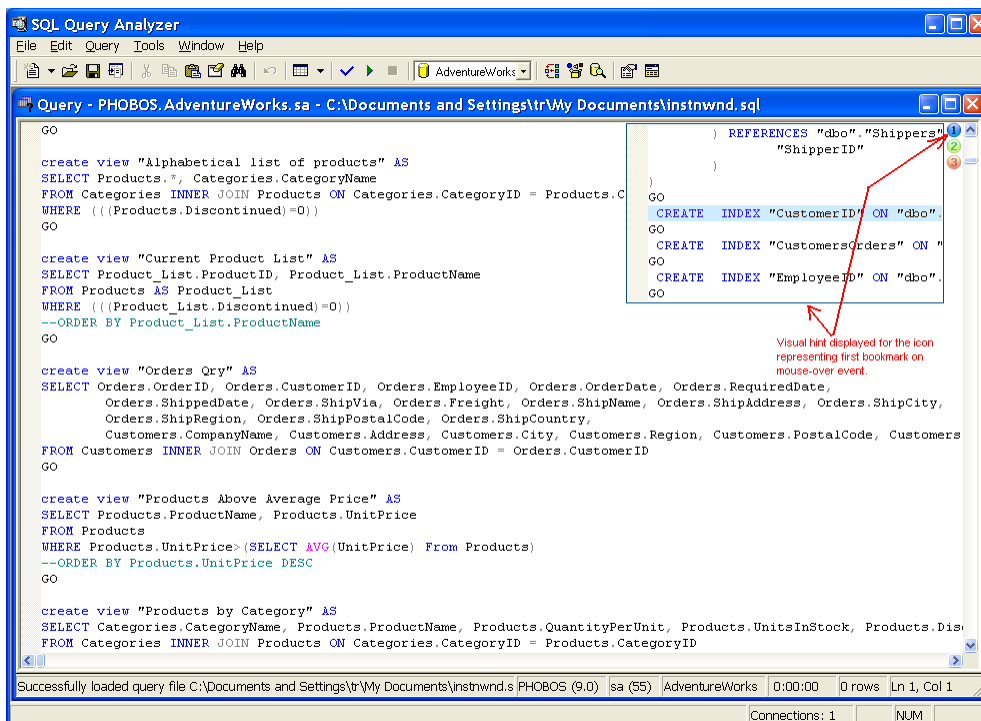 SQL Query Analyzer
File Edit Query Tools Window Help
AdventureWorks
Query - PHOBOS.AdventureWorks.sa - C:\Documents and Settings\tr\My Documents\instnwnd.sql
GO
create view "Alphabetical list of products" AS
SELECT Products.*, Categories.CategoryName
FROM Categories INNER JOIN Products ON Categories.CategoryID = Products.C
WHERE (((Products.Discontinued)=0))
GO
create view "Current Product List" AS
SELECT Product_List.ProductID, Product_List.ProductName
FROM Products AS Product_List
WHERE (((Product_List.Discontinued)=0))
--ORDER BY Product_List.ProductName
GO
create view "Orders Qry" AS
SELECT Orders.OrderID, Orders.CustomerID, Orders.EmployeeID, Orders.OrderDate, Orders.RequiredDate,
Orders.ShippedDate, Orders.ShipVia, Orders.Freight, Orders.ShipName, Orders.ShipAddress, Orders.ShipCity,
Orders.ShipRegion, Orders.ShipPostalCode, Orders.ShipCountry,
Customers.CompanyName, Customers.Address, Customers.City, Customers.Region, Customers.PostalCode, Customers
FROM Customers INNER JOIN Orders ON Customers.CustomerID = Orders.CustomerID
GO
create view "Products Above Average Price" AS
SELECT Products.ProductName, Products.UnitPrice
FROM Products
WHERE Products.UnitPrice>(SELECT AVG(UnitPrice) From Products)
--ORDER BY Products.UnitPrice DESC
GO
create view "Products by Category" AS
SELECT Categories.CategoryName, Products.ProductName, Products.QuantityPerUnit, Products.UnitsInStock, Products.Dis
FROM Categories INNER JOIN Products ON Categories.CategoryID = Products.CategoryID
) REFERENCES "dbo"."Shippers"
"ShipperID"
)
)
GO
CREATE INDEX "CustomerID" ON "dbo".
GO
CREATE INDEX "CustomersOrders" ON "
GO
CREATE INDEX "EmployeeID" ON "dbo".
GO
1
2
3
Visual hint displayed for the icon
representing first bookmark on
mouse-over event.
Successfully loaded query file C:\Documents and Settings\tr\My Documents\instnwnd.s PHOBOS (9.0) sa (55) AdventureWorks 0:00:00 0 rows Ln 1, Col 1
Connections: 1 NUM